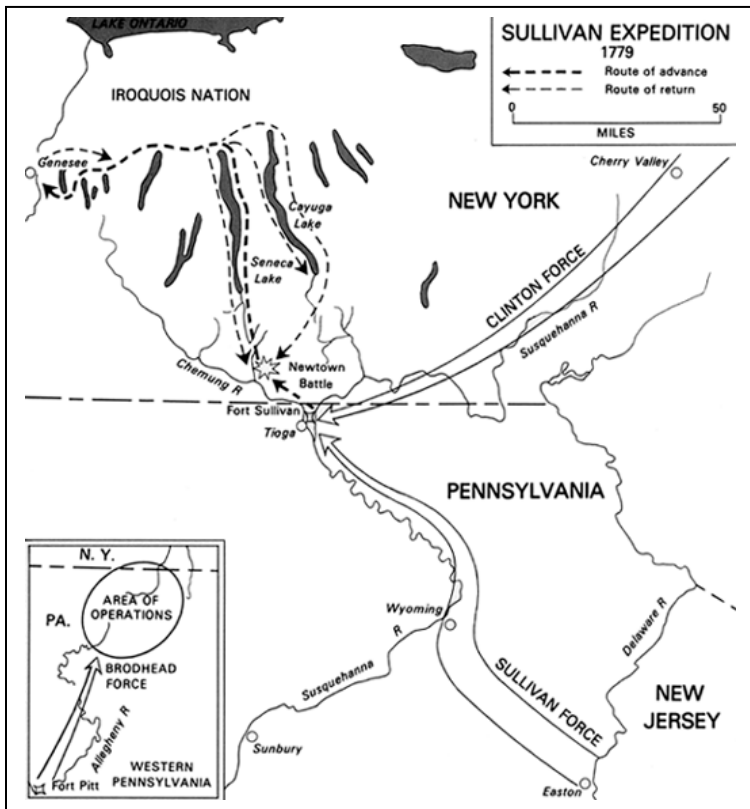 LAKE ONTARIO
SULLIVAN EXPEDITION
1779
Route of advance
Route of return
0
50
MILES
IROQUOIS NATION
Genesee
Cherry Valley
NEW YORK
Cayuga
Lake
Seneca
Lake
CLINTON FORCE
Susquehanna R
Chemung R
Newtown
Battle
Fort Sullivan
Tioga
PENNSYLVANIA
N. Y.
AREA OF
OPERATIONS
PA.
BRODHEAD
FORCE
Allegheny R
WESTERN
PENNSYLVANIA
Fort Pitt
Wyoming
Susquehanna
R
Delaware R
SULLIVAN FORCE
NEW
JERSEY
Sunbury
Easton